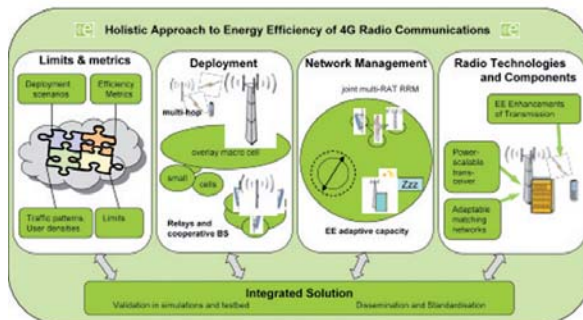 Holistic Approach to Energy Efficiency of 4G Radio Communications
Limits & metrics
Deployment
scenarios
Efficiency
Metrics
Traffic patterns
User densities
Limits
Deployment
multi-hop
overlay macro cell
small
cells
Relays and
cooperative BS
Network Management
joint multi-RAT RRM
Zzz
EE adaptive capacity
Radio Technologies
and Components
EE Enhancements
of Transmission
Power-
scalable
trans-
ceiver
Adaptable
matching
networks
Integrated Solution
Validation in simulations and testbed
Dissemination and Standardisation